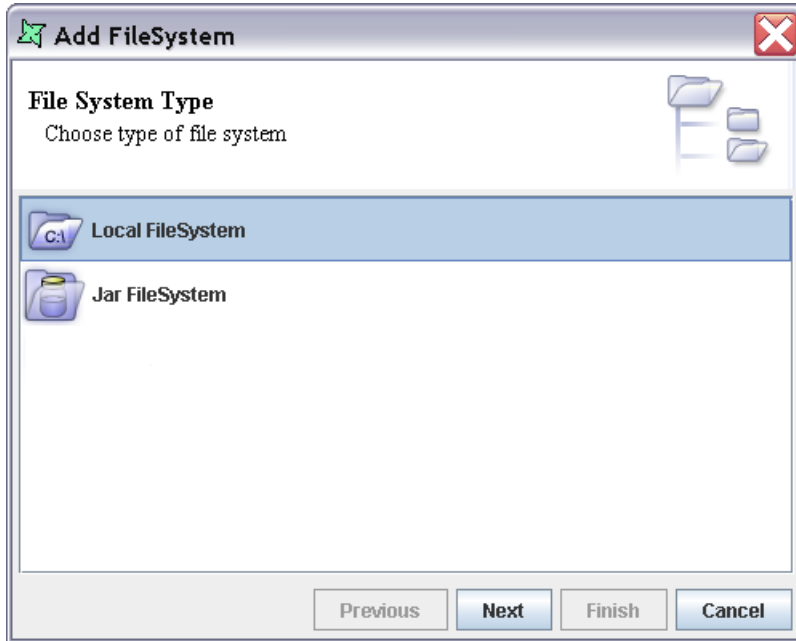 Add FileSystem
File System Type
Choose type of file system
C:\
Local FileSystem
Jar FileSystem
Previous Next Finish Cancel